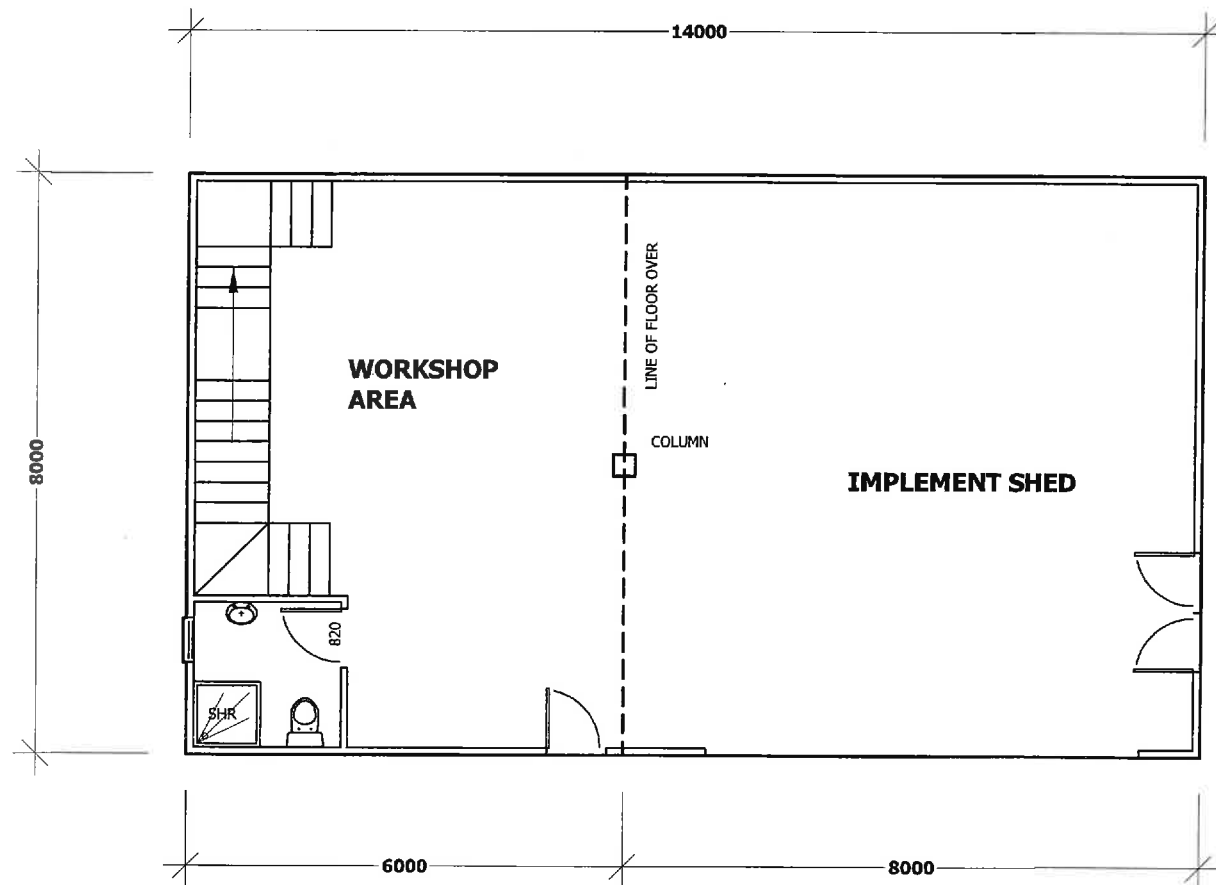 14000
LINE OF FLOOR OVER
WORKSHOP
AREA
8000
COLUMN
IMPLEMENT SHED
820
SHR
6000
8000